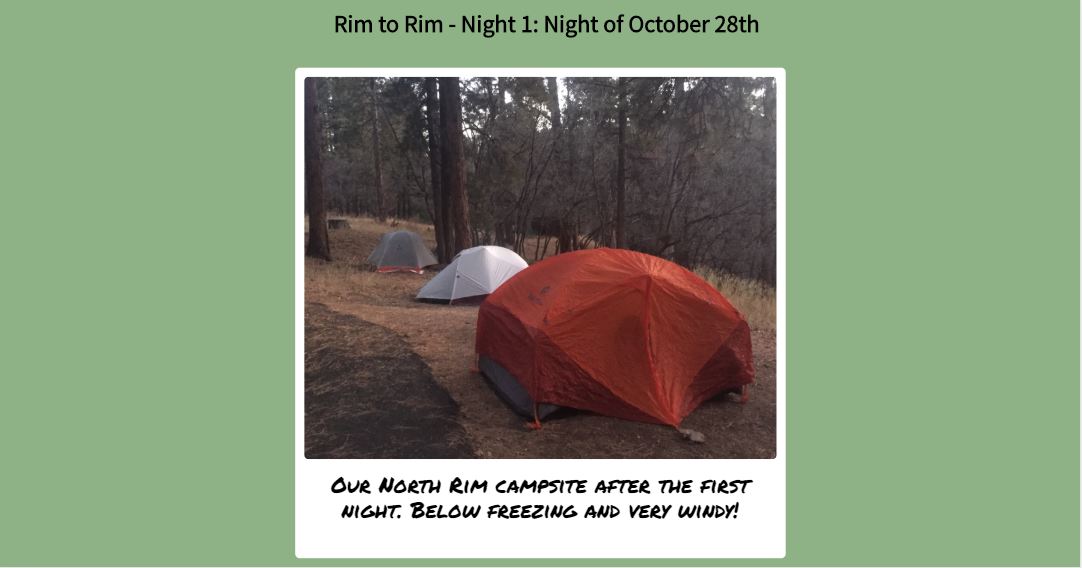 Rim to Rim - Night 1: Night of October 28th
Our North Rim campsite after the first
night. Below freezing and very windy!